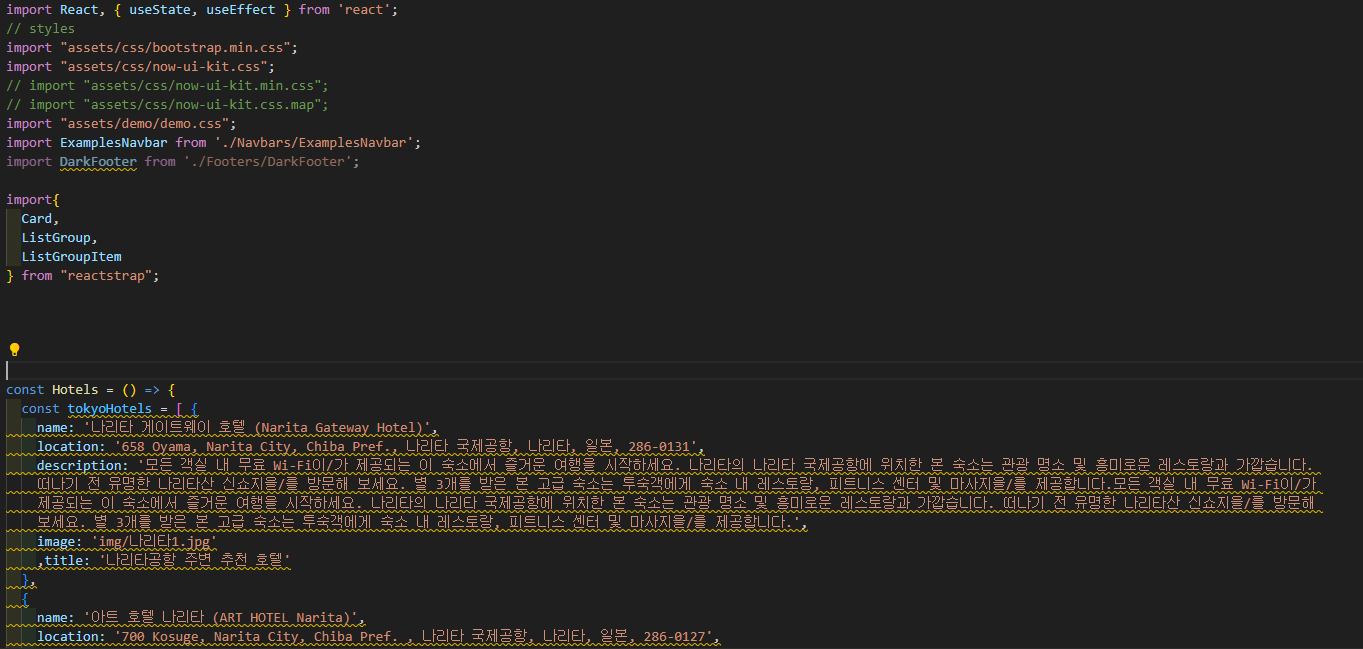 import React, { useState, useEffect } from 'react';
// styles
import "assets/css/bootstrap.min.css";
import "assets/css/now-ui-kit.css";
// import "assets/css/now-ui-kit.min.css";
// import "assets/css/now-ui-kit.css.map";
import "assets/demo/demo.css";
import ExamplesNavbar from './Navbars/ExamplesNavbar';
import DarkFooter from './Footers/DarkFooter';
import{
Card,
ListGroup,
ListGroupItem
} from "reactstrap";
const Hotels = () => {
const tokyoHotels = [ {
name: '나리타 게이트웨이 호텔 (Narita Gateway Hotel)',
location: '658 Oyama, Narita City, Chiba Pref., 나리타 국제공항, 나리타, 일본, 286-0131',
description: '모든 객실 내 무료 Wi-Fi이/가 제공되는 이 숙소에서 즐거운 여행을 시작하세요. 나리타의 나리타 국제공항에 위치한 본 숙소는 관광 명소 및 흥미로운 레스토랑과 가깝습니다.
떠나기 전 유명한 나리타산 신쇼지을/를 방문해 보세요. 별 3개를 받은 본 고급 숙소는 투숙객에게 숙소 내 레스토랑, 피트니스 센터 및 마사지을/를 제공합니다.모든 객실 내 무료 Wi-Fi이/가
제공되는 이 숙소에서 즐거운 여행을 시작하세요. 나리타의 나리타 국제공항에 위치한 본 숙소는 관광 명소 및 흥미로운 레스토랑과 가깝습니다. 떠나기 전 유명한 나리타산 신쇼지을/를 방문해
보세요. 별 3개를 받은 본 고급 숙소는 투숙객에게 숙소 내 레스토랑, 피트니스 센터 및 마사지을/를 제공합니다.',
image: 'img/나리타1.jpg'
,title: '나리타공항 주변 추천 호텔'
},
{
name: '아트 호텔 나리타 (ART HOTEL Narita)',
location: '700 Kosuge, Narita City, Chiba Pref. , 나리타 국제공항, 나리타, 일본, 286-0127',